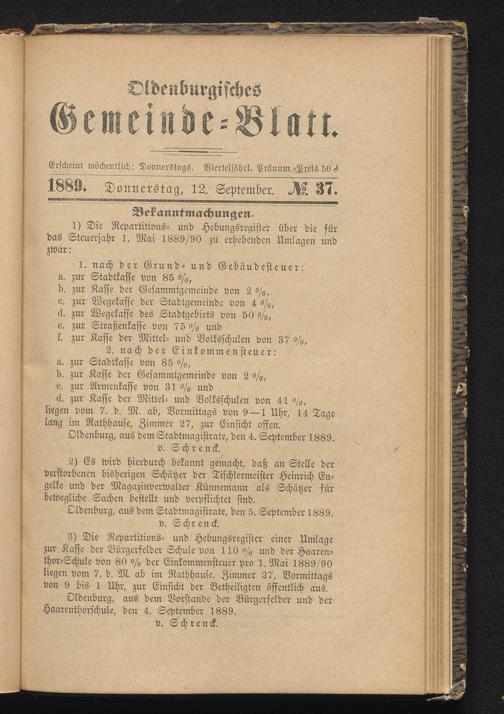 Oldenburgisches
Gemeinde-Blatt.
Erscheint wöchentlich: Donnerstags. Vierteljährl. Pränum.-Preis 50 ₰
1889. Donnerstag, 12. September. № 37.
Bekanntmachungen.
1) Die Repartitions- und Hebungsregister über die für
das Steuerjahr 1. Mai 1889/90 zu erhebenden Umlagen und
zwar:
1. nach der Grund- und Gebäudesteuer:
a. zur Stadtkasse von 85 %,
b. zur Kasse der Gesammtgemeinde von 2 %,
c. zur Wegekasse der Stadtgemeinde von 4 %,
d. zur Wegekasse des Stadtgebiets von 50 %,
e. zur Straßenkasse von 75 % und
f. zur Kasse der Mittel- und Volksschulen von 37 %,
2. nach der Einkommensteuer:
a. zur Stadtkasse von 85 %,
b. zur Kasse der Gesammtgemeinde von 2 %,
c. zur Armenkasse von 31 % und
d. zur Kasse der Mittel- und Volksschulen von 41 %,
liegen vom 7. d. M. ab, Vormittags von 9—1 Uhr, 14 Tage
lang im Rathhause, Zimmer 27, zur Einsicht offen.
Oldenburg, aus dem Stadtmagistrate, den 4. September 1889.
v. Schrenck.
2) Es wird hierdurch bekannt gemacht, daß an Stelle der
verstorbenen bisherigen Schätzer der Tischlermeister Heinrich En-
gelke und der Magazinverwalter Künnemann als Schätzer für
bewegliche Sachen bestellt und verpflichtet sind.
Oldenburg, aus dem Stadtmagistrate, den 5. September 1889.
v. Schrenck.
3) Die Repartitions- und Hebungsregister einer Umlage
zur Kasse der Bürgerfelder Schule von 110 % und der Haaren-
thor-Schule von 80 % der Einkommensteuer pro 1. Mai 1889/90
liegen vom 7. d. M. ab im Rathhause, Zimmer 27, Vormittags
von 9 bis 1 Uhr, zur Einsicht der Betheiligten öffentlich aus.
Oldenburg, aus dem Vorstande der Bürgerfelder und der
Haarenthorschule, den 4. September 1889.
v. Schrenck.